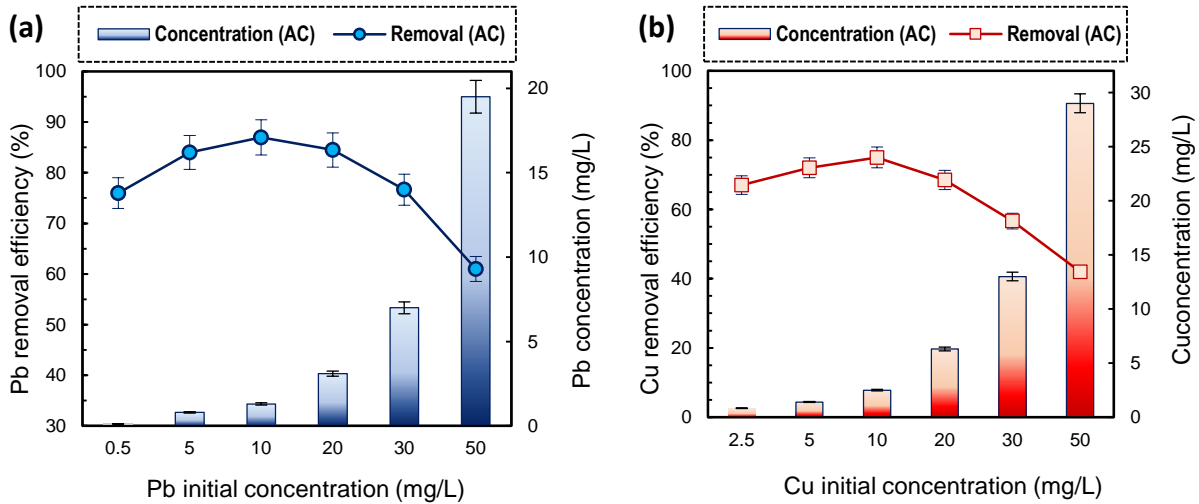 (a)
Concentration (AC)
Removal (AC)
Pb removal efficiency (%)
100
90
80
70
60
50
40
30
20
15
10
5
0
Pb concentration (mg/L)
0.5 5 10 20 30 50
Pb initial concentration (mg/L)
(b)
Concentration (AC)
Removal (AC)
Cu removal efficiency (%)
100
80
60
40
20
0
30
25
20
15
10
5
0
Cuconcentration (mg/L)
2.5 5 10 20 30 50
Cu initial concentration (mg/L)